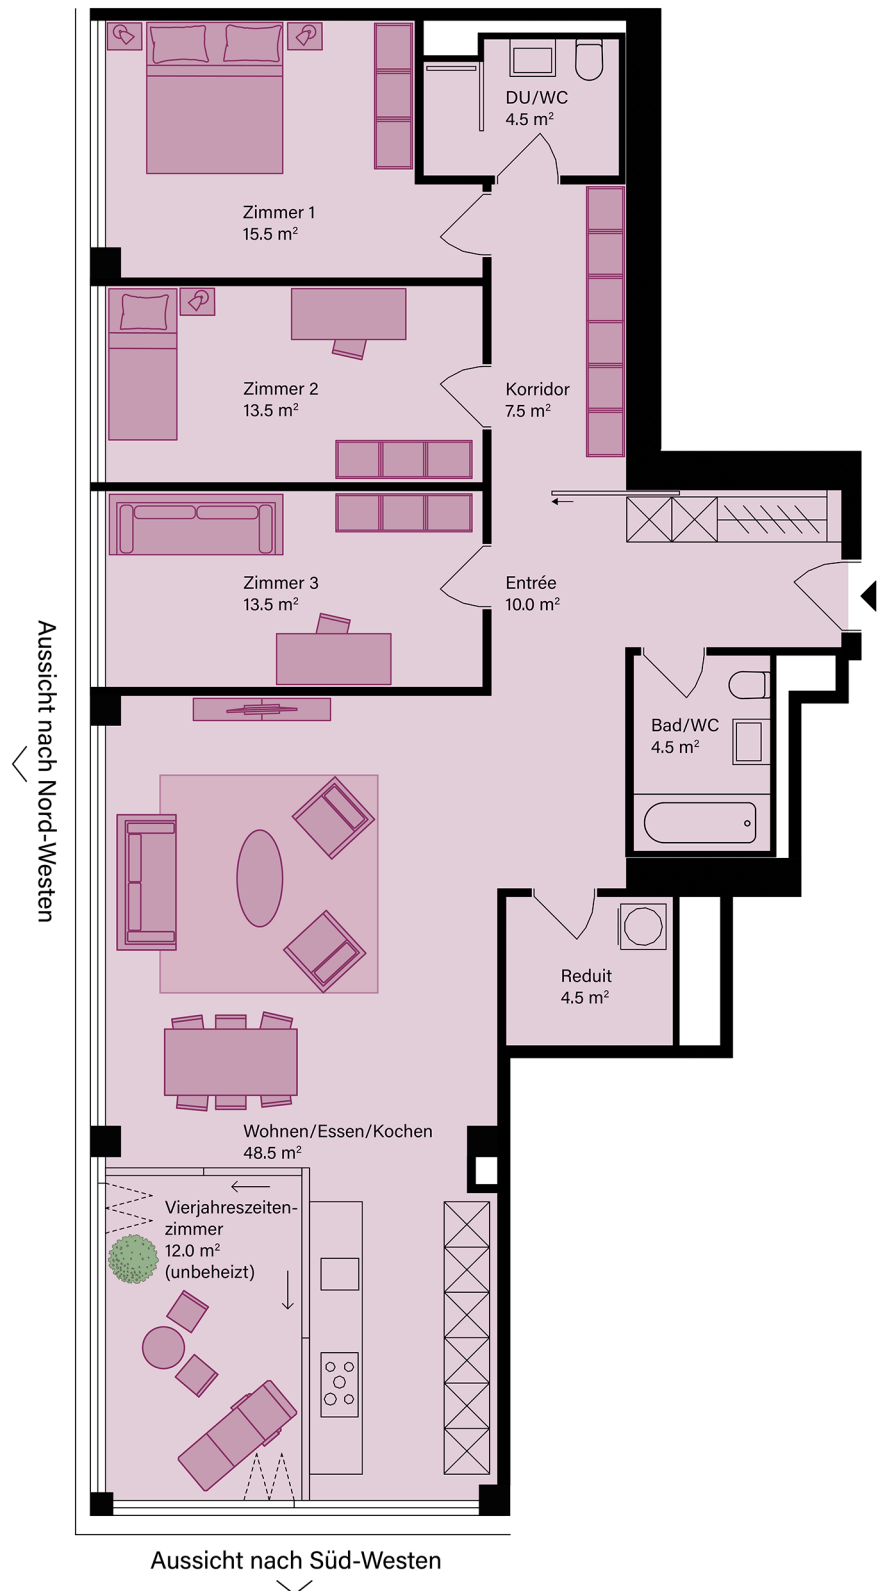 DU/WC
4.5 m²
Zimmer 1
15.5 m²
Zimmer 2
13.5 m²
Korridor
7.5 m²
Zimmer 3
13.5 m²
Entrée
10.0 m²
Aussicht nach Nord-Westen
Bad/WC
4.5 m²
Reduit
4.5 m²
Wohnen/Essen/Kochen
48.5 m²
Vierjahreszeiten-
zimmer
12.0 m²
(unbeheizt)
Aussicht nach Süd-Westen